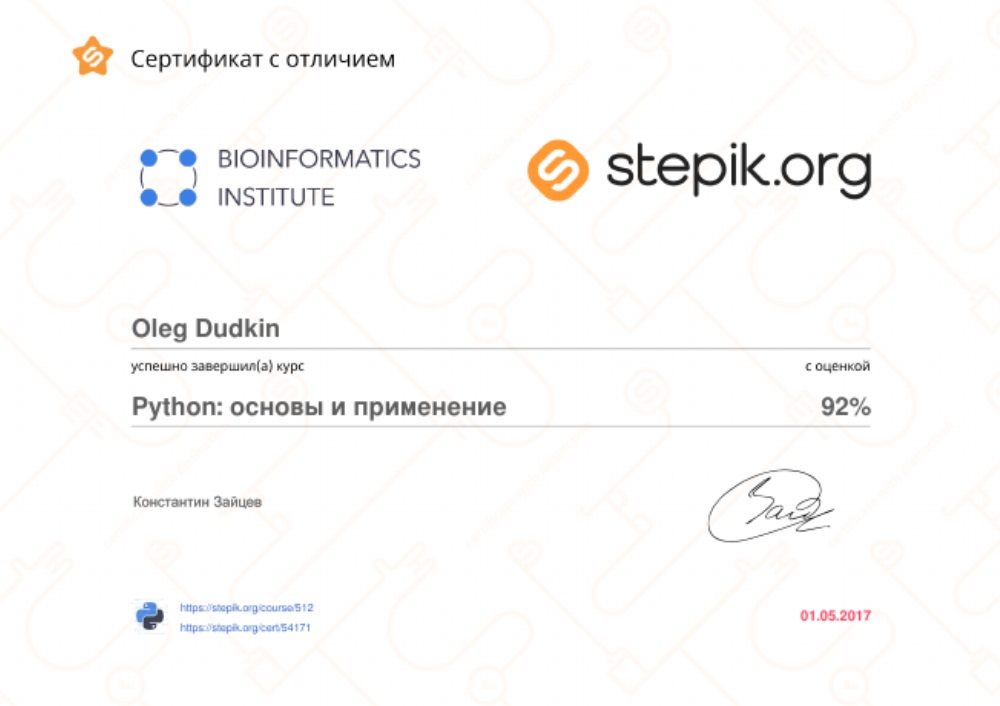 Сертификат с отличием
BIOINFORMATICS
INSTITUTE
stepik.org
Oleg Dudkin
успешно завершил(а) курс
с оценкой
Python: основы и применение
92%
Константин Зайцев
https://stepik.org/course/512
https://stepik.org/cert/54171
01.05.2017